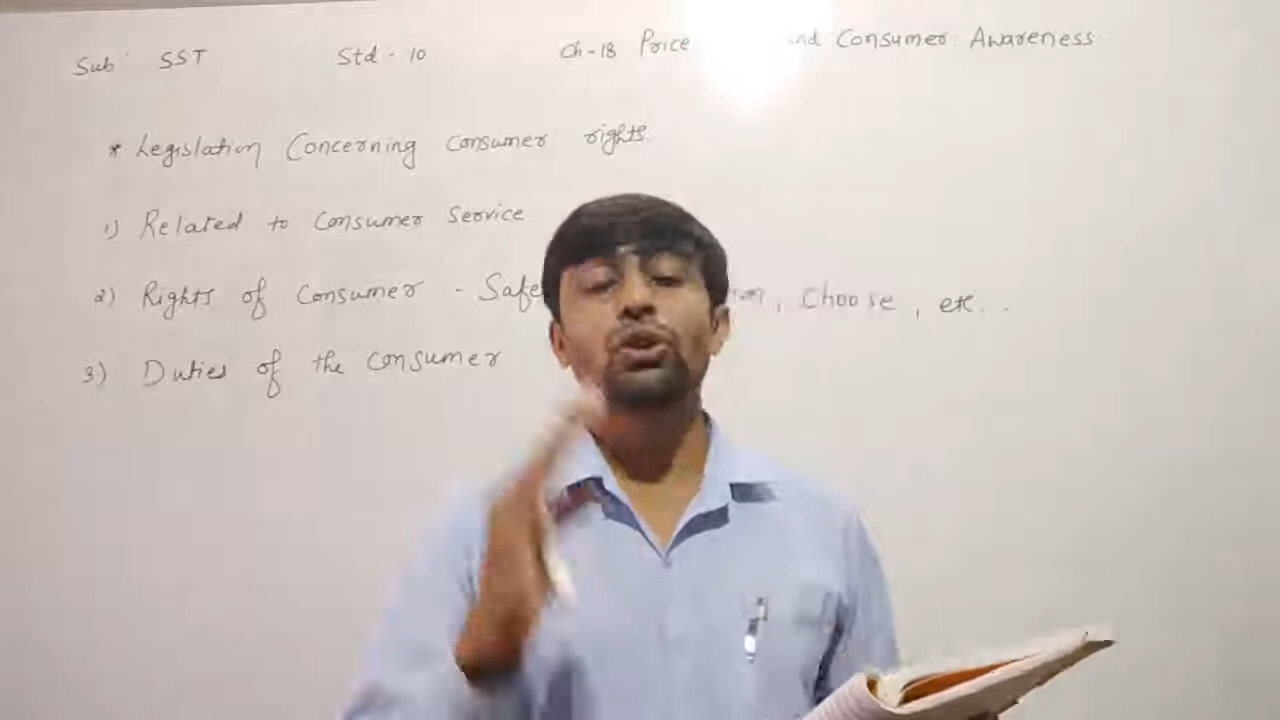 Sub: SST Std - 10 Ch-18 Price and Consumer Awareness
* Legislation Concerning consumer rights
1) Related to consumer service
2) Rights of consumer - Safe , choose , etc..
3) Duties of the consumer